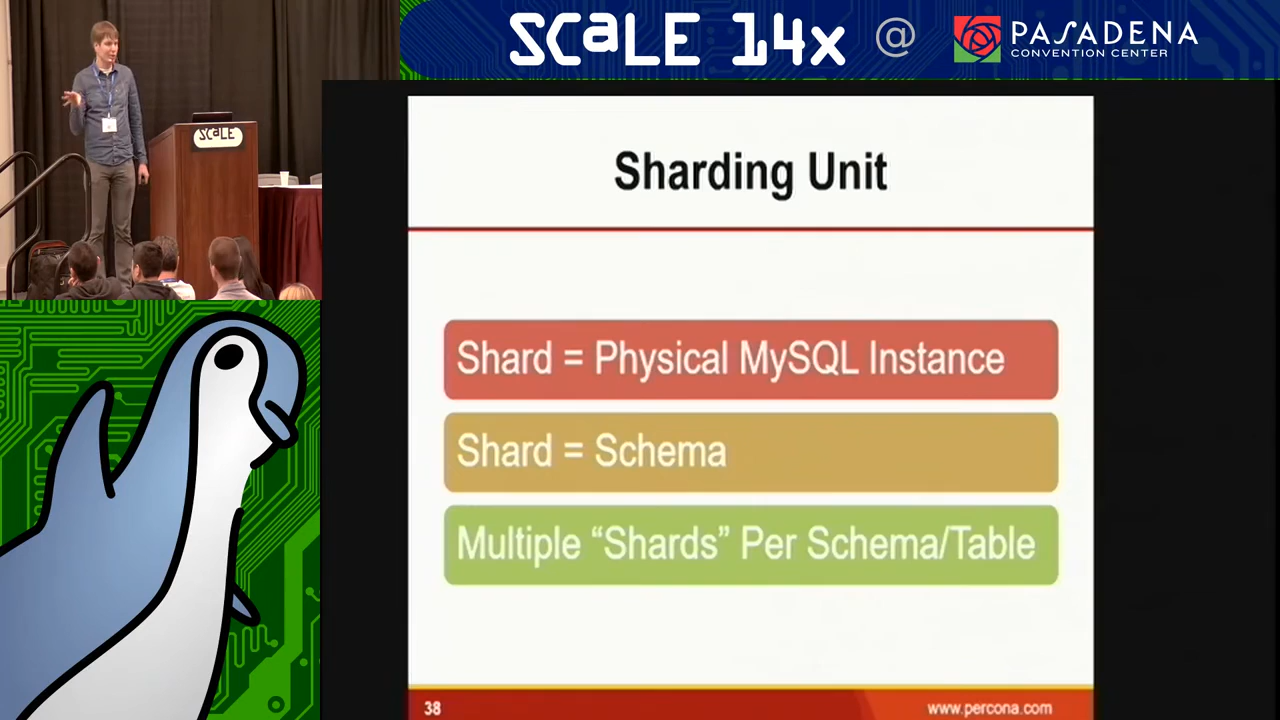 SCaLE 14x @ PASADENA
CONVENTION CENTER
SCaLE
Sharding Unit
Shard = Physical MySQL Instance
Shard = Schema
Multiple “Shards” Per Schema/Table
38
www.percona.com